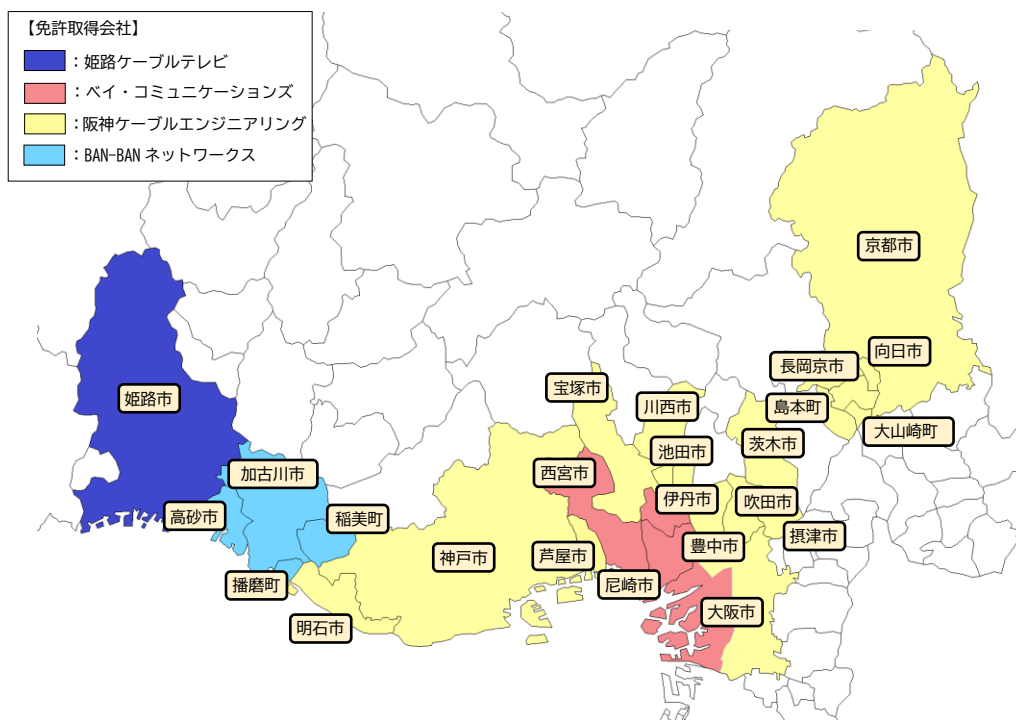 【免許取得会社】
：姫路ケーブルテレビ
：ベイ・コミュニケーションズ
：阪神ケーブルエンジニアリング
：BAN-BAN ネットワークス
京都市
向日市
長岡京市
島本町
大山崎町
宝塚市
川西市
茨木市
姫路市
池田市
西宮市
加古川市
伊丹市
吹田市
高砂市
稲美町
摂津市
豊中市
神戸市
芦屋市
尼崎市
播磨町
大阪市
明石市